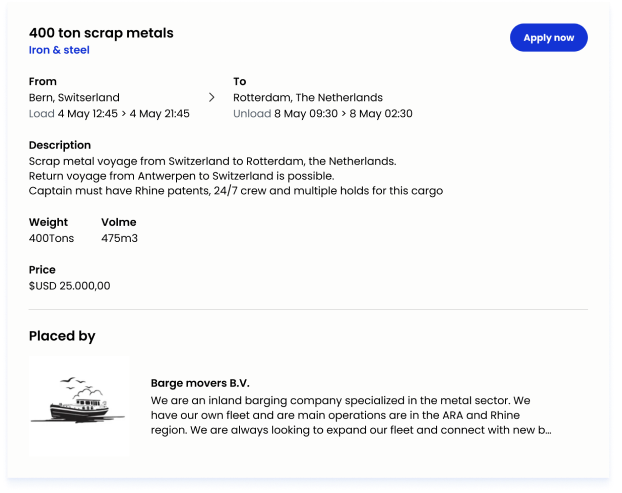 400 ton scrap metals
Apply now
Iron & steel
From
To
Bern, Switserland
Rotterdam, The Netherlands
Load 4 May 12:45 > 4 May 21:45
Unload 8 May 09:30 > 8 May 02:30
Description
Scrap metal voyage from Switzerland to Rotterdam, the Netherlands.
Return voyage from Antwerpen to Switzerland is possible.
Captain must have Rhine patents, 24/7 crew and multiple holds for this cargo
Weight
Volme
400Tons
475m3
Price
$USD 25.000,00
Placed by
Barge movers B.V.
We are an inland barging company specialized in the metal sector. We
have our own fleet and are main operations are in the ARA and Rhine
region. We are always looking to expand our fleet and connect with new b...